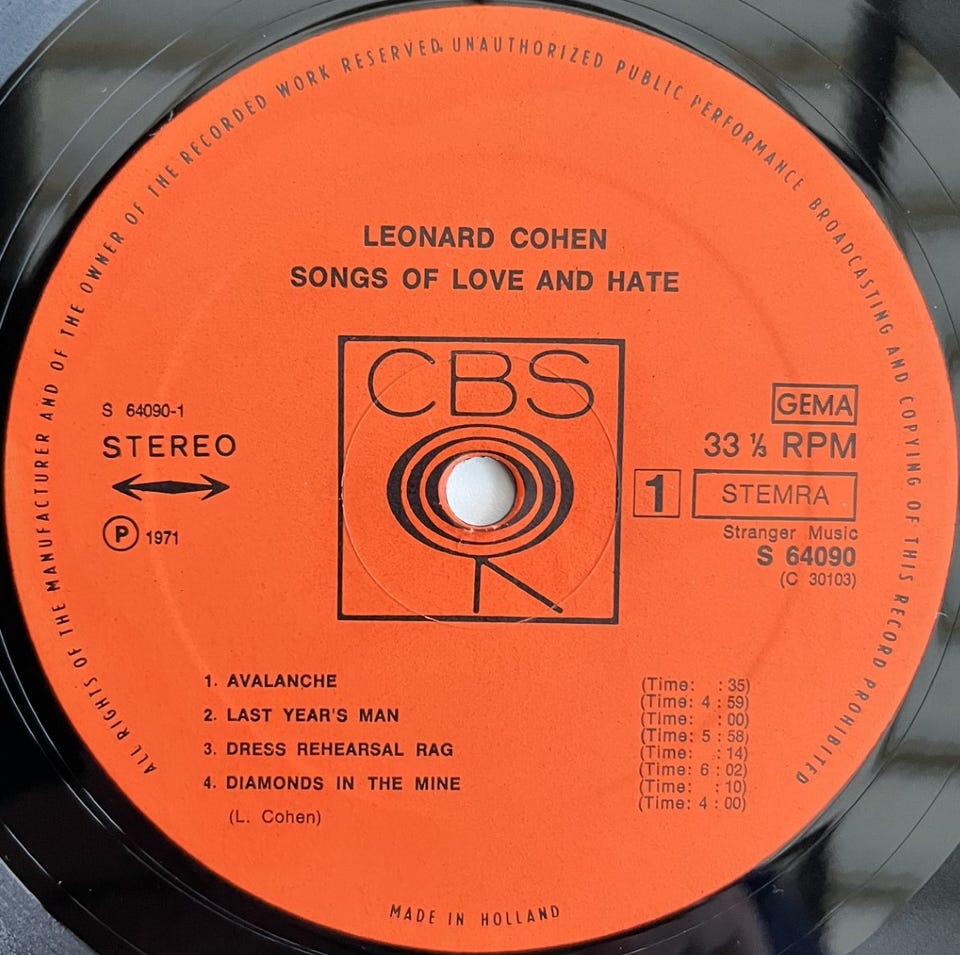 ALL RIGHTS OF THE MANUFACTURER AND OF THE OWNER OF THE RECORDED WORK RESERVED. UNAUTHORIZED PUBLIC PERFORMANCE BROADCASTING AND COPYING OF THIS RECORD PROHIBITED
LEONARD COHEN
SONGS OF LOVE AND HATE
CBS
S 64090-1
STEREO
Ⓟ 1971
GEMA
33 ⅓ RPM
1 STEMRA
Stranger Music
S 64090
(C 30103)
1. AVALANCHE
2. LAST YEAR'S MAN
3. DRESS REHEARSAL RAG
4. DIAMONDS IN THE MINE
(L. Cohen)
(Time: : 35)
(Time: 4 : 59)
(Time: : 00)
(Time: 5 : 58)
(Time: : 14)
(Time: 6 : 02)
(Time: : 10)
(Time: 4 : 00)
MADE IN HOLLAND